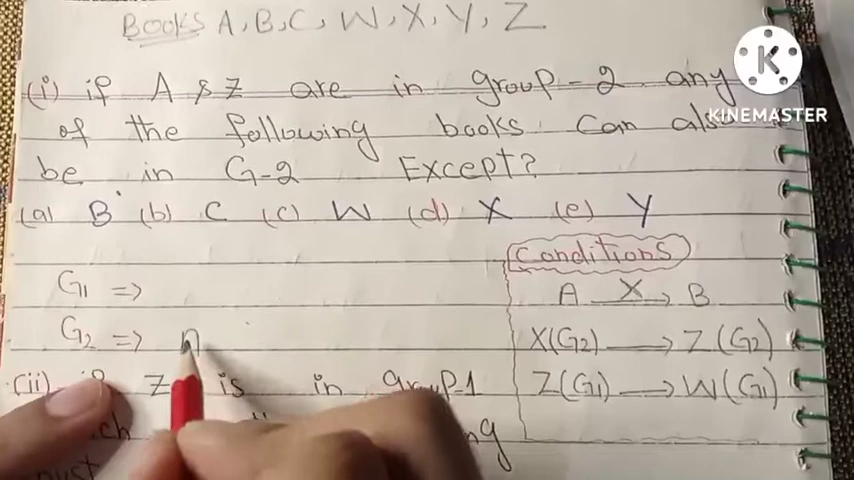 BOOKS A, B, C, W, X, Y, Z
(i) if A & Z are in group-2 any
of the following books can also
be in G-2 Except?
(a) B (b) C (c) W (d) X (e) Y
Conditions
G1 => A X→ B
G2 => X(G2) → Z(G2)
(ii) Z is in group-1 Z(G1) → W(G1)
K
KINEMASTER